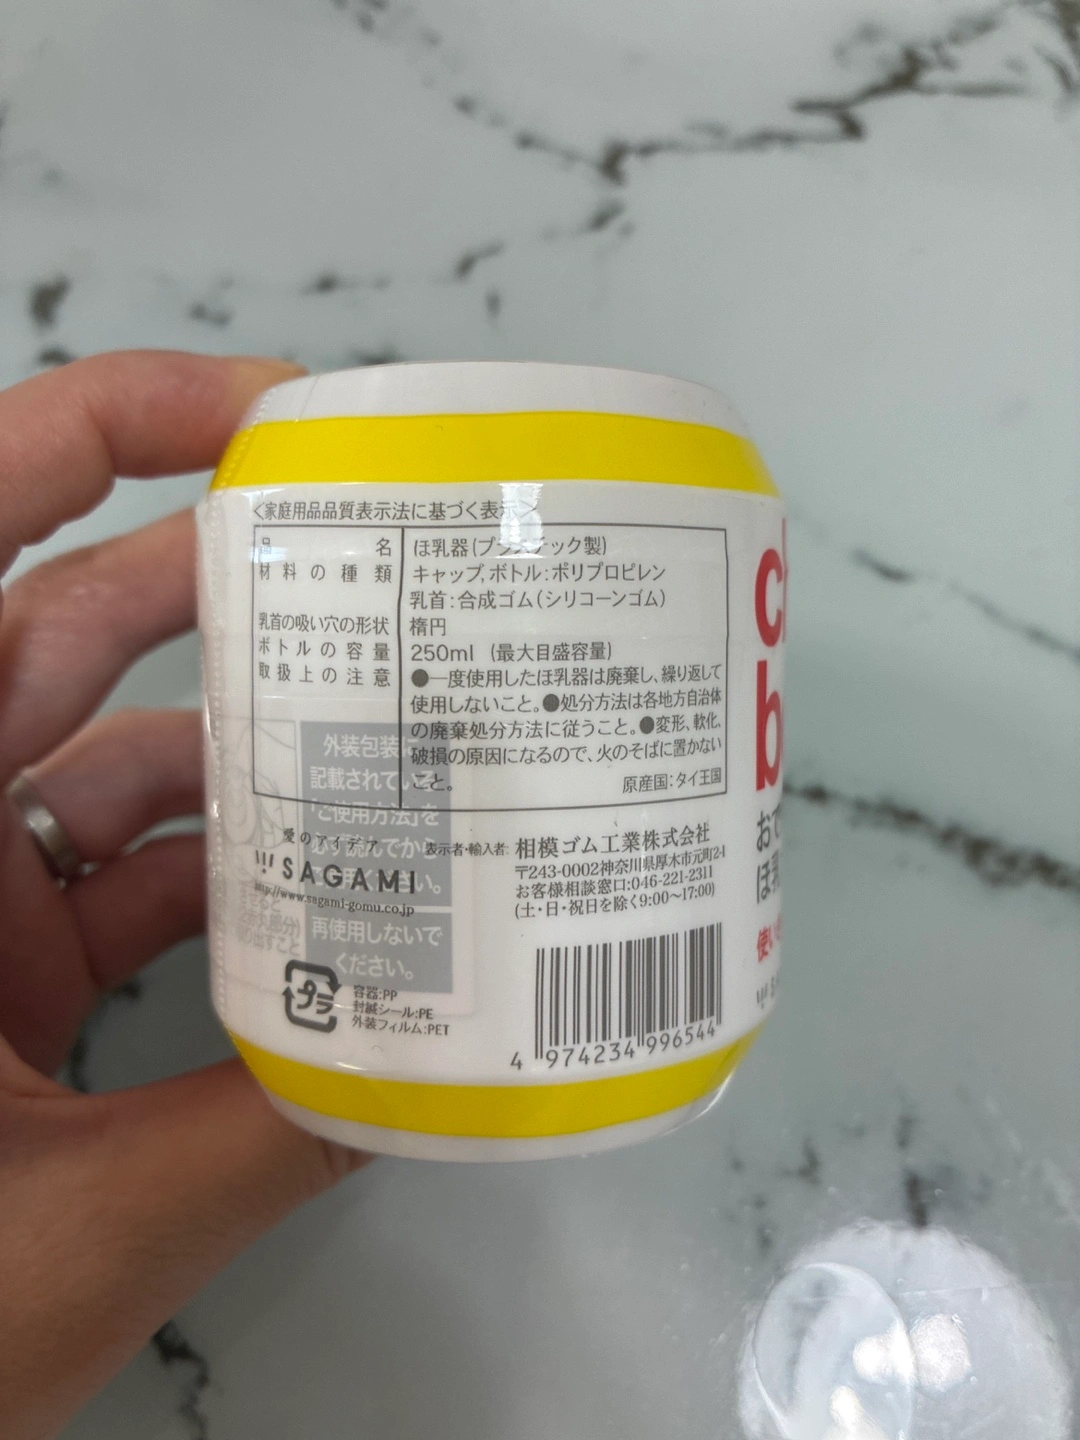 <家庭用品品質表示法に基づく表示>
品名 ほ乳器(プラスチック製)
材料の種類 キャップ,ボトル:ポリプロピレン
乳首:合成ゴム(シリコーンゴム)
乳首の吸い穴の形状 楕円
ボトルの容量 250ml (最大目盛容量)
取扱上の注意 ●一度使用したほ乳器は廃棄し、繰り返して
使用しないこと。●処分方法は各地方自治体
の廃棄処分方法に従うこと。●変形、軟化、
破損の原因になるので、火のそばに置かない
こと。
原産国:タイ王国
外装包装に
記載されている
「ご使用方法」を
必ず読んでから
再使用しないで
ください。
愛のアイデア
SAGAMI
http://www.sagami-gomu.co.jp
表示者・輸入者: 相模ゴム工業株式会社
〒243-0002神奈川県厚木市元町2-1
お客様相談窓口:046-221-2311
(土・日・祝日を除く9:00〜17:00)
プラ
容器:PP
封緘シール:PE
外装フィルム:PET
4 974234 996544
c
b
お
ほ
使い